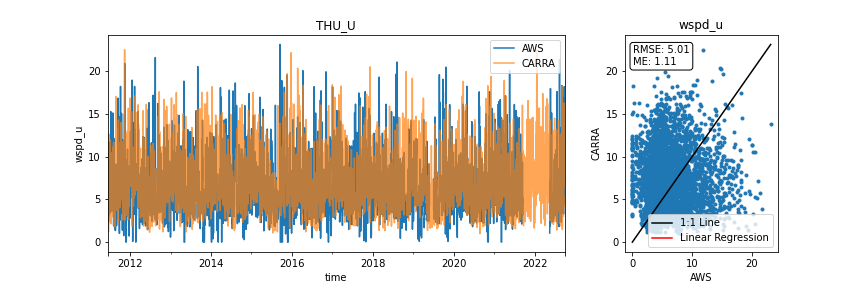 THU_U
wspd_u
20
15
10
5
0
2012
2014
2016
2018
2020
2022
time
AWS
CARRA
wspd_u
CARRA
20
15
10
5
0
0
10
20
AWS
RMSE: 5.01
ME: 1.11
1:1 Line
Linear Regression